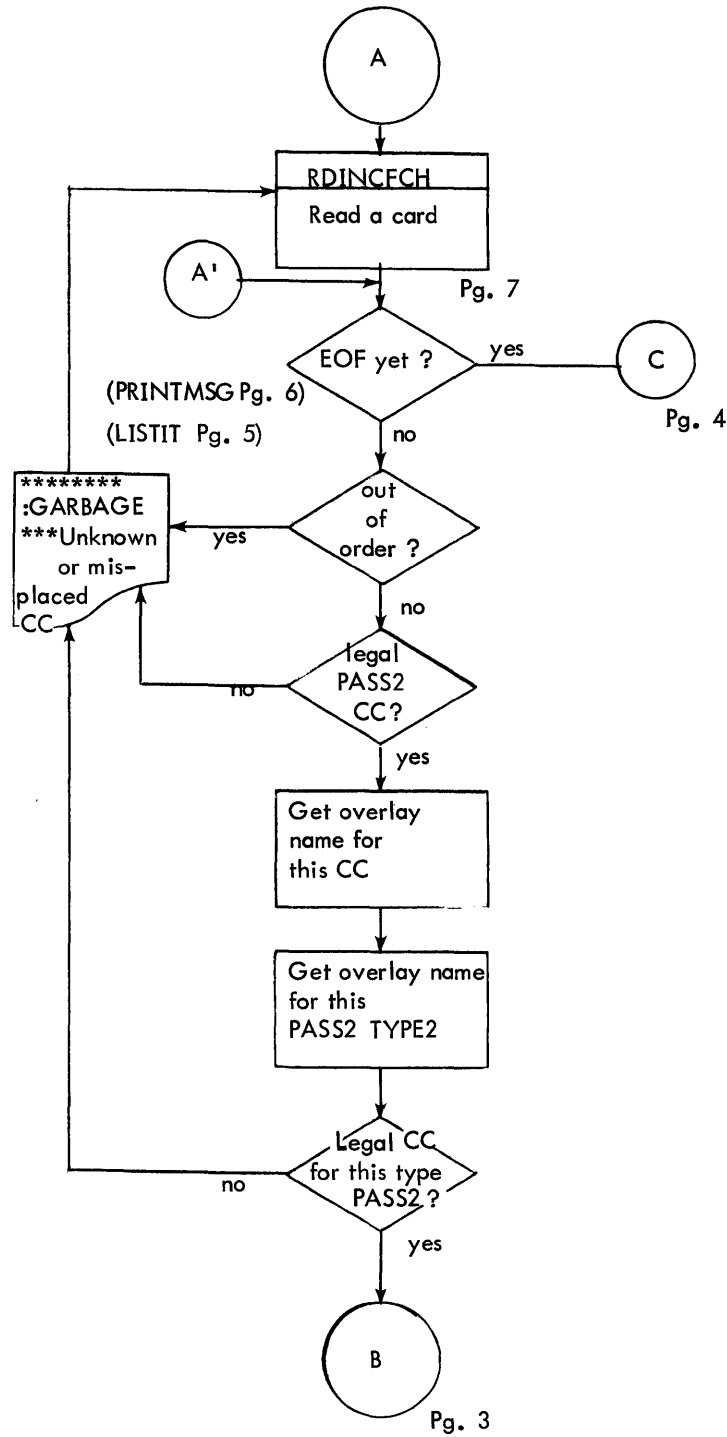 A
RDINCFCH
Read a card
A'
Pg. 7
EOF yet ?
yes
C
Pg. 4
(PRINTMSG Pg. 6)
(LISTIT Pg. 5)
no
********
:GARBAGE
***Unknown
or mis-
placed
CC
out
of
order ?
yes
no
legal
PASS2
CC?
no
yes
Get overlay
name for
this CC
Get overlay name
for this
PASS2 TYPE2
Legal CC
for this type
PASS2 ?
no
yes
B
Pg. 3